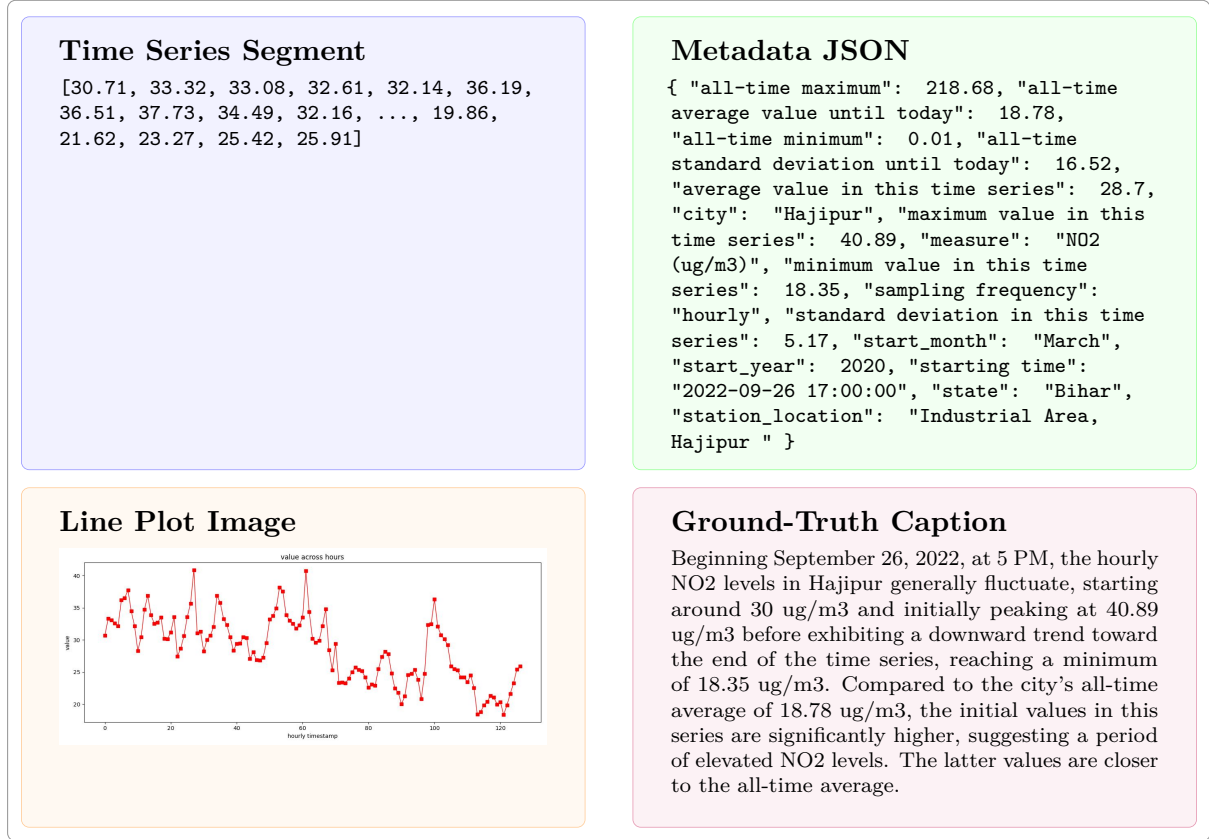 Time Series Segment
[30.71, 33.32, 33.08, 32.61, 32.14, 36.19,
36.51, 37.73, 34.49, 32.16, ..., 19.86,
21.62, 23.27, 25.42, 25.91]
Metadata JSON
{ "all-time maximum": 218.68, "all-time
average value until today": 18.78,
"all-time minimum": 0.01, "all-time
standard deviation until today": 16.52,
"average value in this time series": 28.7,
"city": "Hajipur", "maximum value in this
time series": 40.89, "measure": "NO2
(ug/m3)", "minimum value in this time
series": 18.35, "sampling frequency":
"hourly", "standard deviation in this time
series": 5.17, "start_month": "March",
"start_year": 2020, "starting time":
"2022-09-26 17:00:00", "state": "Bihar",
"station_location": "Industrial Area,
Hajipur " }
Line Plot Image
value across hours
40
35
30
25
20
value
0 20 40 60 80 100 120
hourly timestamp
Ground-Truth Caption
Beginning September 26, 2022, at 5 PM, the hourly
NO2 levels in Hajipur generally fluctuate, starting
around 30 ug/m3 and initially peaking at 40.89
ug/m3 before exhibiting a downward trend toward
the end of the time series, reaching a minimum
of 18.35 ug/m3. Compared to the city's all-time
average of 18.78 ug/m3, the initial values in this
series are significantly higher, suggesting a period
of elevated NO2 levels. The latter values are closer
to the all-time average.